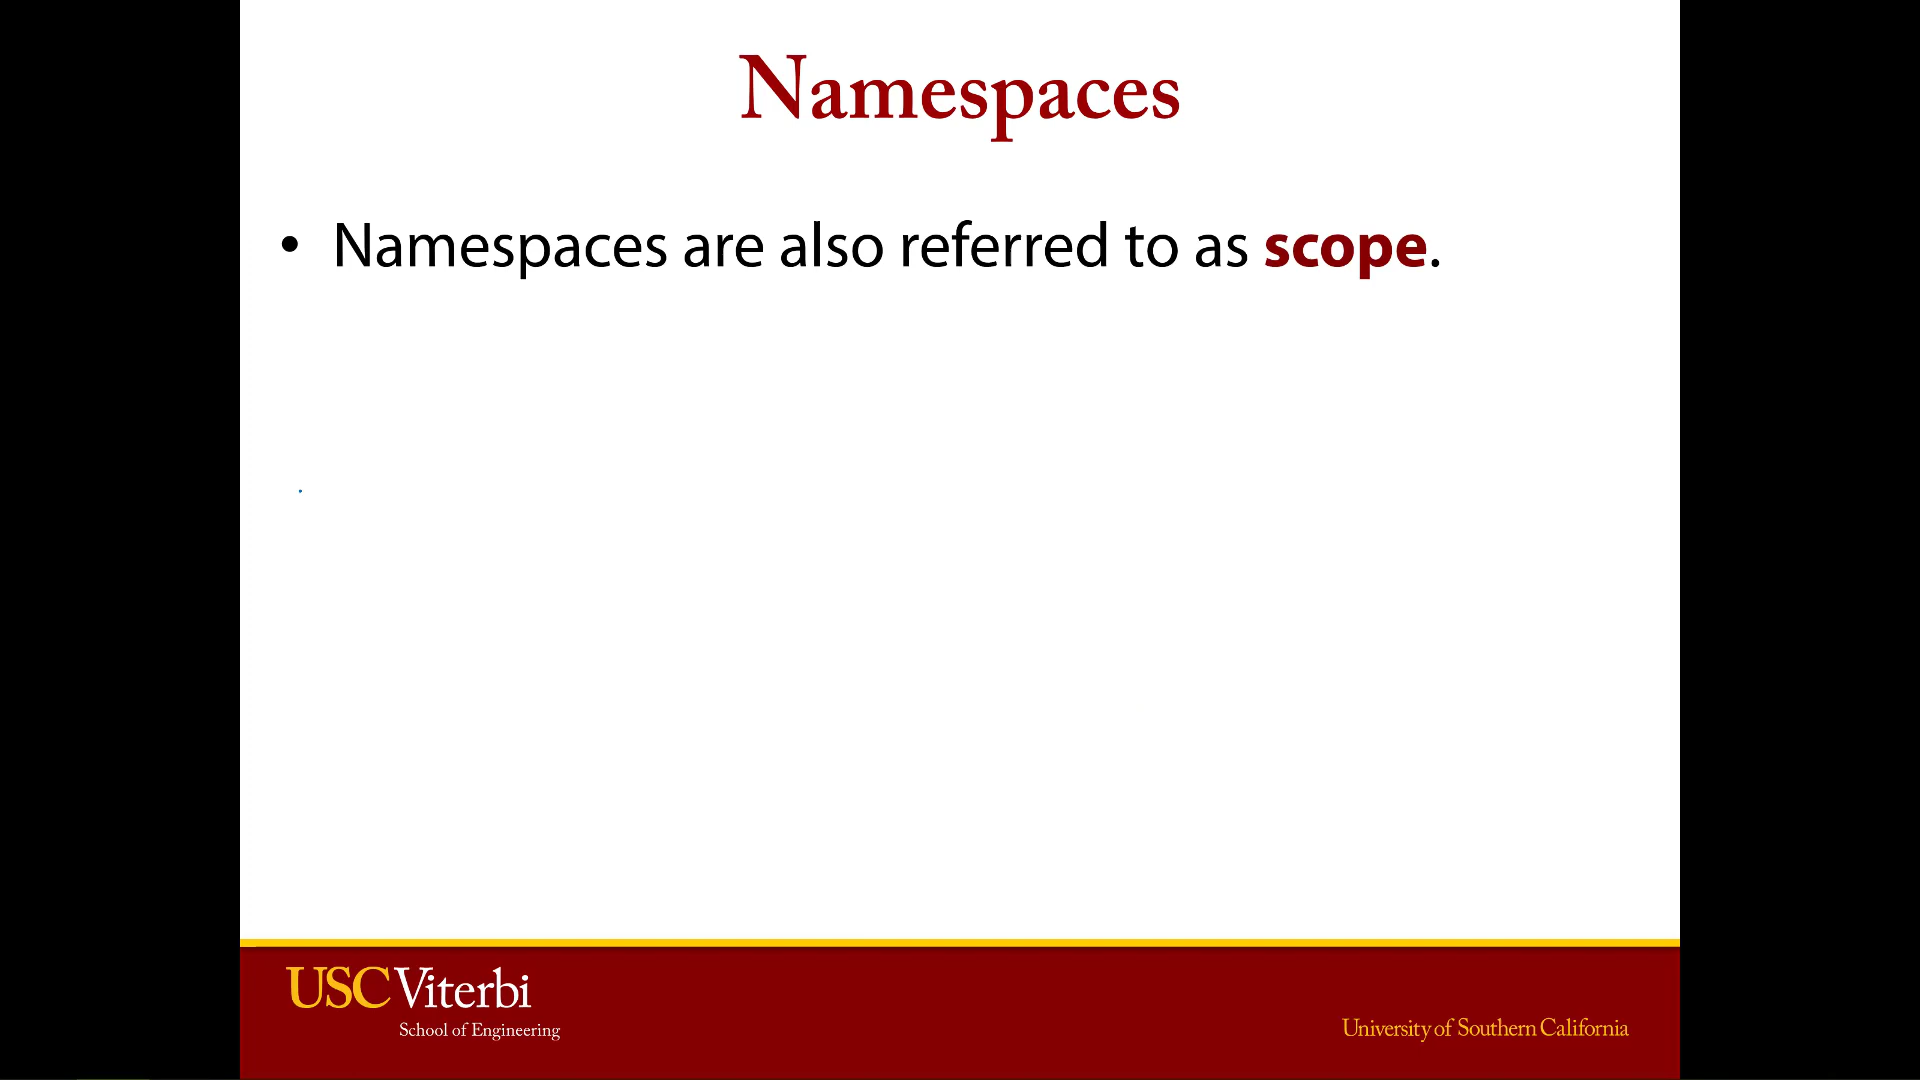 Namespaces
• Namespaces are also referred to as scope.
USC Viterbi
School of Engineering
University of Southern California